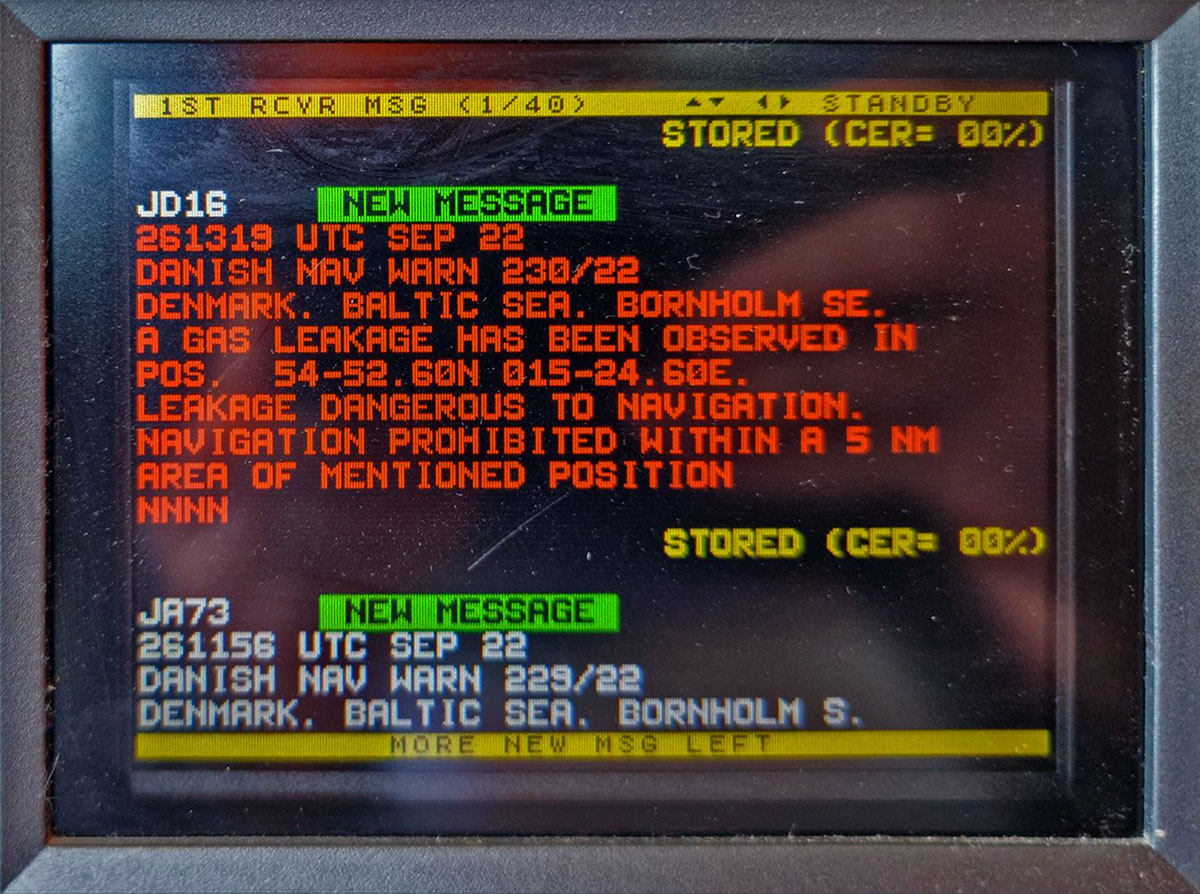 1ST RCVR MSG (1/40) ▲▼ ◄► STANDBY
STORED (CER= 00%)
JD16 NEW MESSAGE
261319 UTC SEP 22
DANISH NAV WARN 230/22
DENMARK. BALTIC SEA. BORNHOLM SE.
A GAS LEAKAGE HAS BEEN OBSERVED IN
POS. 54-52.60N 015-24.60E.
LEAKAGE DANGEROUS TO NAVIGATION.
NAVIGATION PROHIBITED WITHIN A 5 NM
AREA OF MENTIONED POSITION
NNNN
STORED (CER= 00%)
JA73 NEW MESSAGE
261156 UTC SEP 22
DANISH NAV WARN 229/22
DENMARK. BALTIC SEA. BORNHOLM S.
MORE NEW MSG LEFT